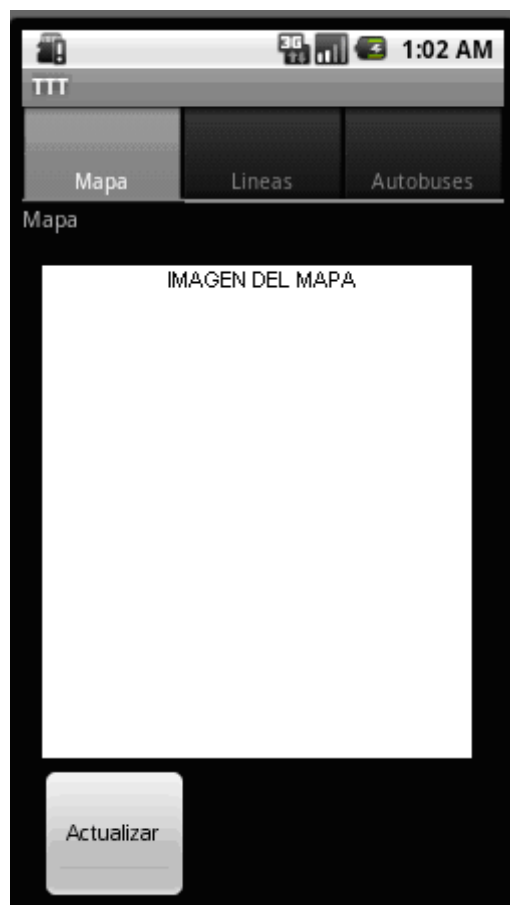 3G 1:02 AM
TTT
Mapa Lineas Autobuses
Mapa
IMAGEN DEL MAPA
Actualizar